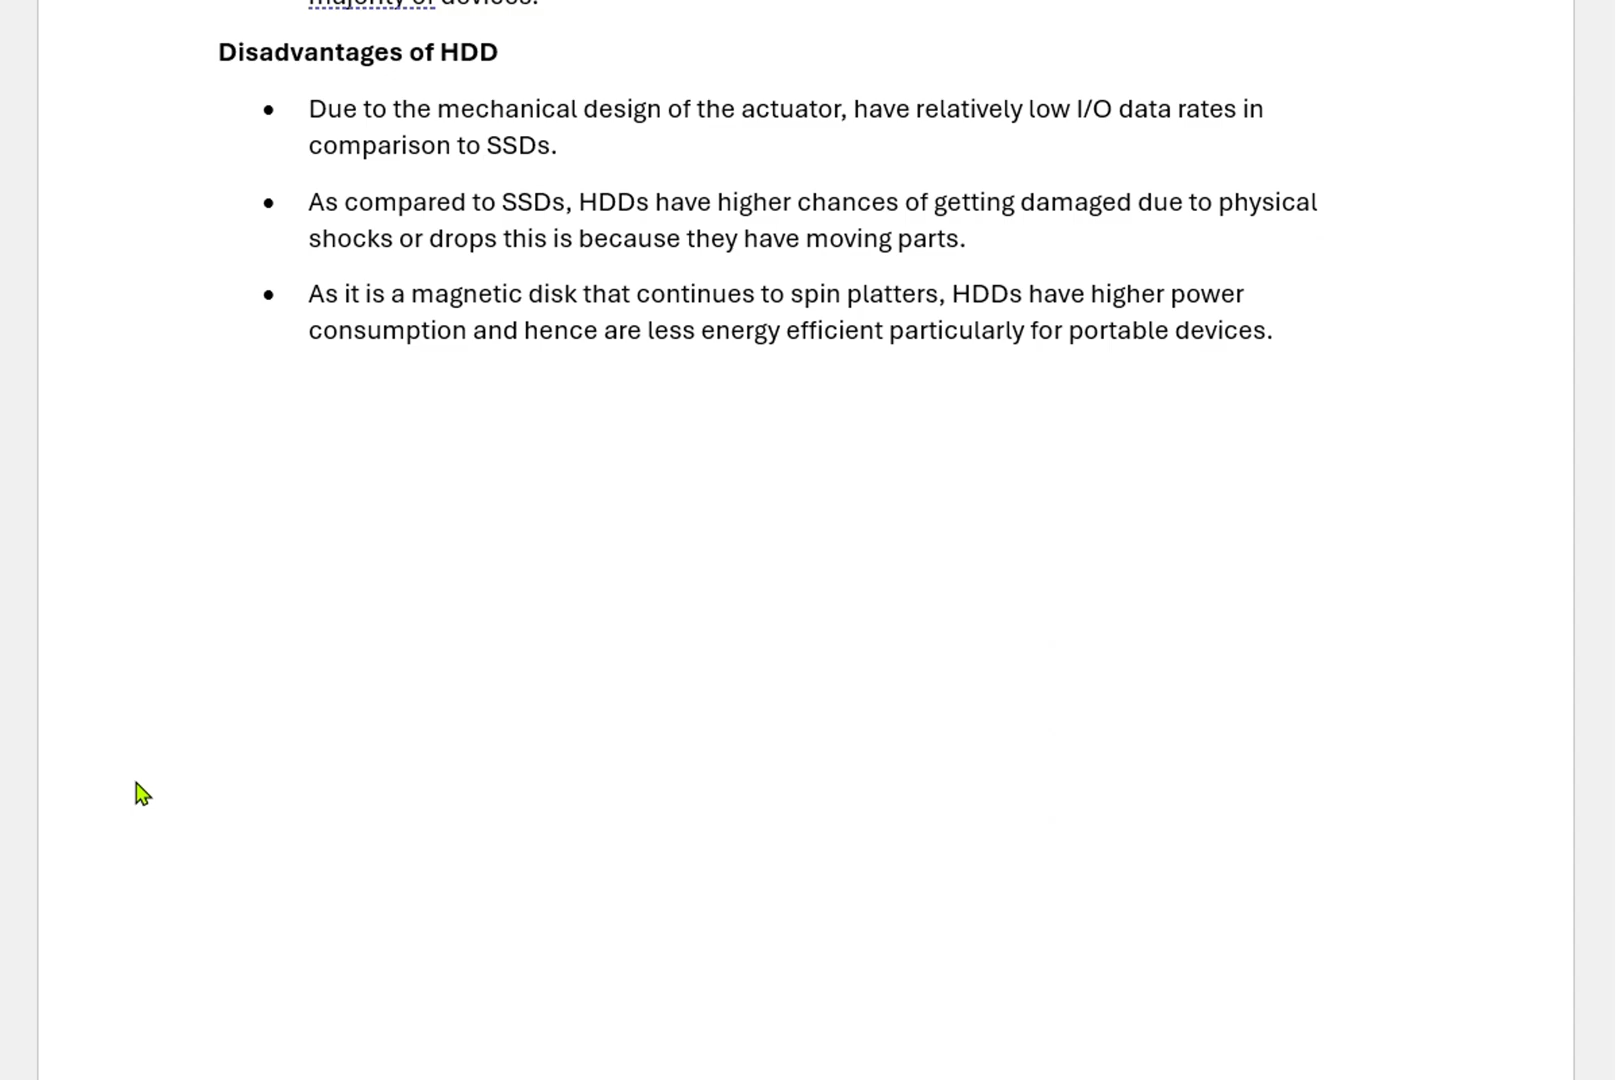 majority of devices.
Disadvantages of HDD
• Due to the mechanical design of the actuator, have relatively low I/O data rates in
comparison to SSDs.
• As compared to SSDs, HDDs have higher chances of getting damaged due to physical
shocks or drops this is because they have moving parts.
• As it is a magnetic disk that continues to spin platters, HDDs have higher power
consumption and hence are less energy efficient particularly for portable devices.